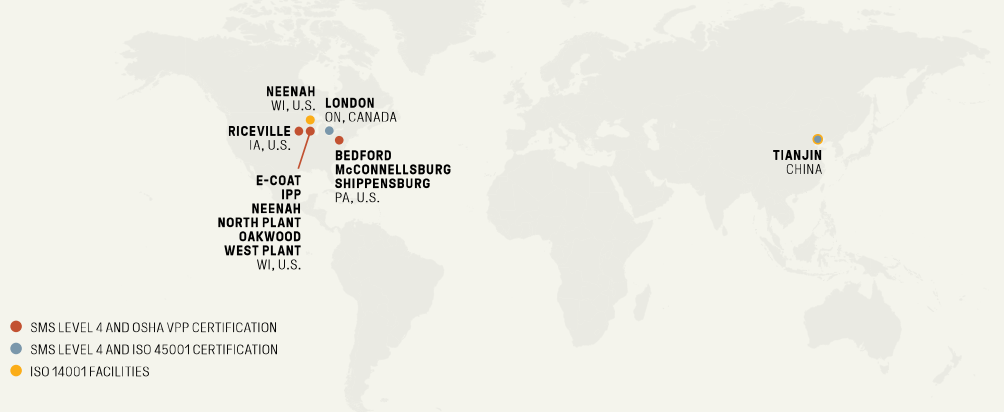 NEENAH
WI, U.S.
LONDON
ON, CANADA
RICEVILLE
IA, U.S.
BEDFORD
McCONNELLSBURG
SHIPPENSBURG
PA, U.S.
TIANJIN
CHINA
E-COAT
IPP
NEENAH
NORTH PLANT
OAKWOOD
WEST PLANT
WI, U.S.
SMS LEVEL 4 AND OSHA VPP CERTIFICATION
SMS LEVEL 4 AND ISO 45001 CERTIFICATION
ISO 14001 FACILITIES